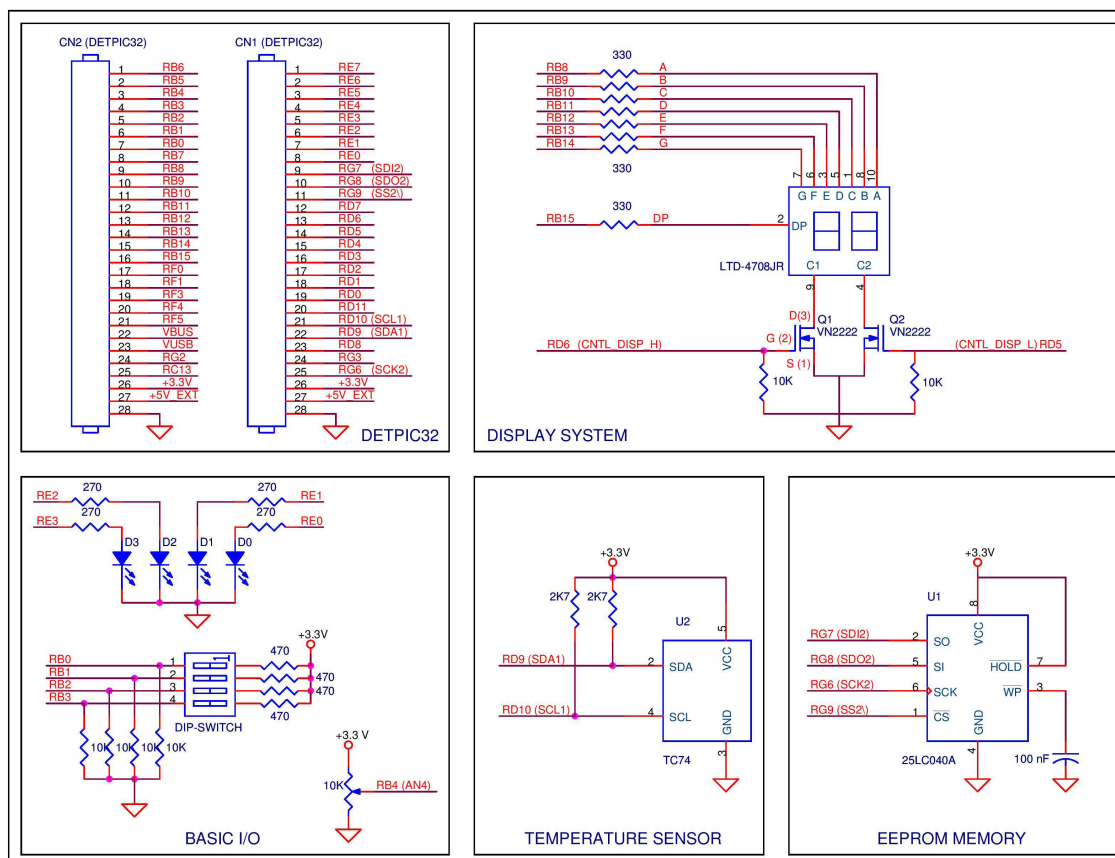 CN2 (DETPIC32)
1 RB6
2 RB5
3 RB4
4 RB3
5 RB2
6 RB1
7 RB0
8 RB7
9 RB8
10 RB9
11 RB10
12 RB11
13 RB12
14 RB13
15 RB14
16 RB15
17 RF0
18 RF1
19 RF3
20 RF4
21 RF5
22 VBUS
23 VUSB
24 RG2
25 RC13
26 +3.3V
27 +5V_EXT
28
CN1 (DETPIC32)
1 RE7
2 RE6
3 RE5
4 RE4
5 RE3
6 RE2
7 RE1
8 RE0
9 RG7 (SDI2)
10 RG8 (SDO2)
11 RG9 (SS2\)
12 RD7
13 RD6
14 RD5
15 RD4
16 RD3
17 RD2
18 RD1
19 RD0
20 RD11
21 RD10 (SCL1)
22 RD9 (SDA1)
23 RD8
24 RG3
25 RG6 (SCK2)
26 +3.3V
27 +5V_EXT
28
DETPIC32
330
RB8 A
RB9 B
RB10 C
RB11 D
RB12 E
RB13 F
RB14 G
330
7 6 3 5 1 8 10
G F E D C B A
330
RB15 DP 2 DP
LTD-4708JR
C1 C2
9 4
D(3) Q1 Q2
VN2222 VN2222
G (2)
RD6 (CNTL_DISP_H) (CNTL_DISP_L) RD5
S (1)
10K 10K
DISPLAY SYSTEM
270 270
RE2 RE1
270 270
RE3 RE0
D3 D2 D1 D0
+3.3V
470
RB0 1 1
RB1 2 470
RB2 3 470
RB3 4
470
DIP-SWITCH
10K 10K 10K 10K
+3.3 V
10K RB4 (AN4)
BASIC I/O
+3.3V
2K7 2K7
U2
5
VCC
RD9 (SDA1) 2 SDA
RD10 (SCL1) 4 SCL
GND
3
TC74
TEMPERATURE SENSOR
+3.3V
U1
8
VCC
RG7 (SDI2) 2 SO
RG8 (SDO2) 5 SI HOLD 7
RG6 (SCK2) 6 SCK WP 3
RG9 (SS2\) 1 CS
GND
4
25LC040A
100 nF
EEPROM MEMORY